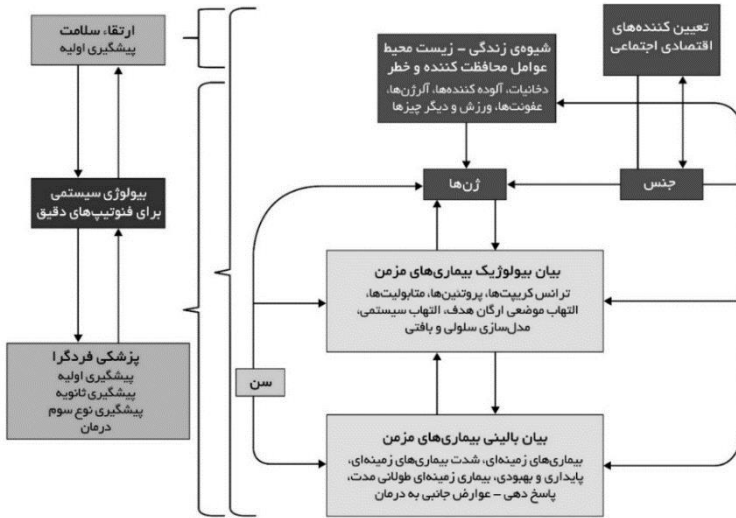 ارتقاء سلامت
پیشگیری اولیه
بیولوژی سیستمی
برای فنوتیپ‌های دقیق
پزشکی فردگرا
پیشگیری اولیه
پیشگیری ثانویه
پیشگیری نوع سوم
درمان
تعیین کننده‌های
اقتصادی اجتماعی
شیوه‌ی زندگی – زیست محیط
عوامل محافظت کننده و خطر
دخانیات، آلوده کننده‌ها، آلرژن‌ها،
عفونت‌ها، ورزش و دیگر چیزها
جنس
ژن‌ها
بیان بیولوژیک بیماری‌های مزمن
ترانس کریپت‌ها، پروتئین‌ها، متابولیت‌ها،
التهاب موضعی ارگان هدف، التهاب سیستمی،
مدل‌سازی سلولی و بافتی
سن
بیان بالینی بیماری‌های مزمن
بیماری‌های زمینه‌ای، شدت بیماری‌های زمینه‌ای،
پایداری و بهبودی، بیماری زمینه‌ای طولانی مدت،
پاسخ دهی – عوارض جانبی به درمان